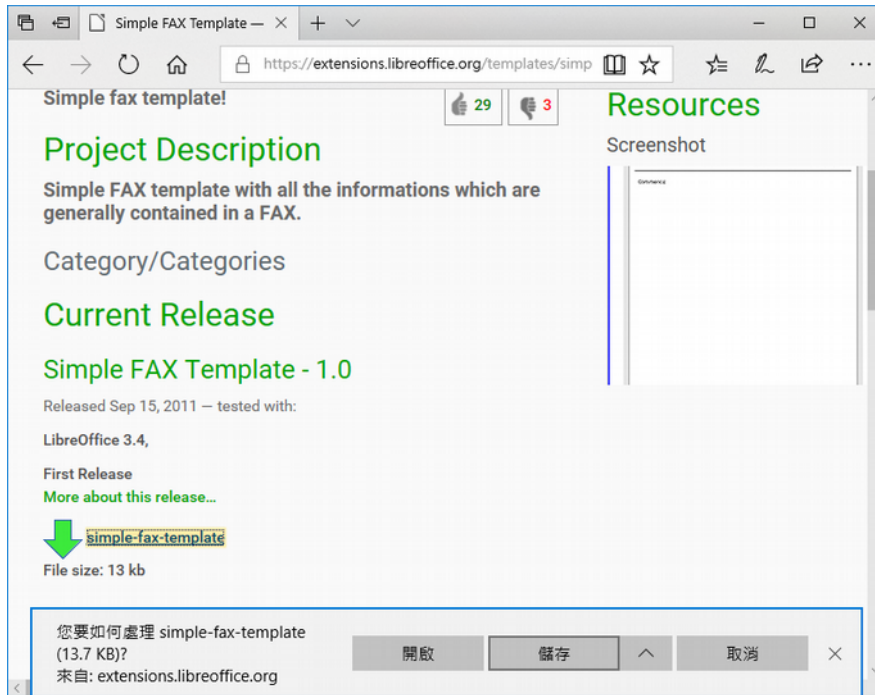 Simple FAX Template —
https://extensions.libreoffice.org/templates/simp
Simple fax template!
29
3
Resources
Project Description
Screenshot
Simple FAX template with all the informations which are
generally contained in a FAX.
Commerce
Category/Categories
Current Release
Simple FAX Template - 1.0
Released Sep 15, 2011 — tested with:
LibreOffice 3.4,
First Release
More about this release...
simple-fax-template
File size: 13 kb
您要如何處理 simple-fax-template
(13.7 KB)?
來自: extensions.libreoffice.org
開啟
儲存
取消